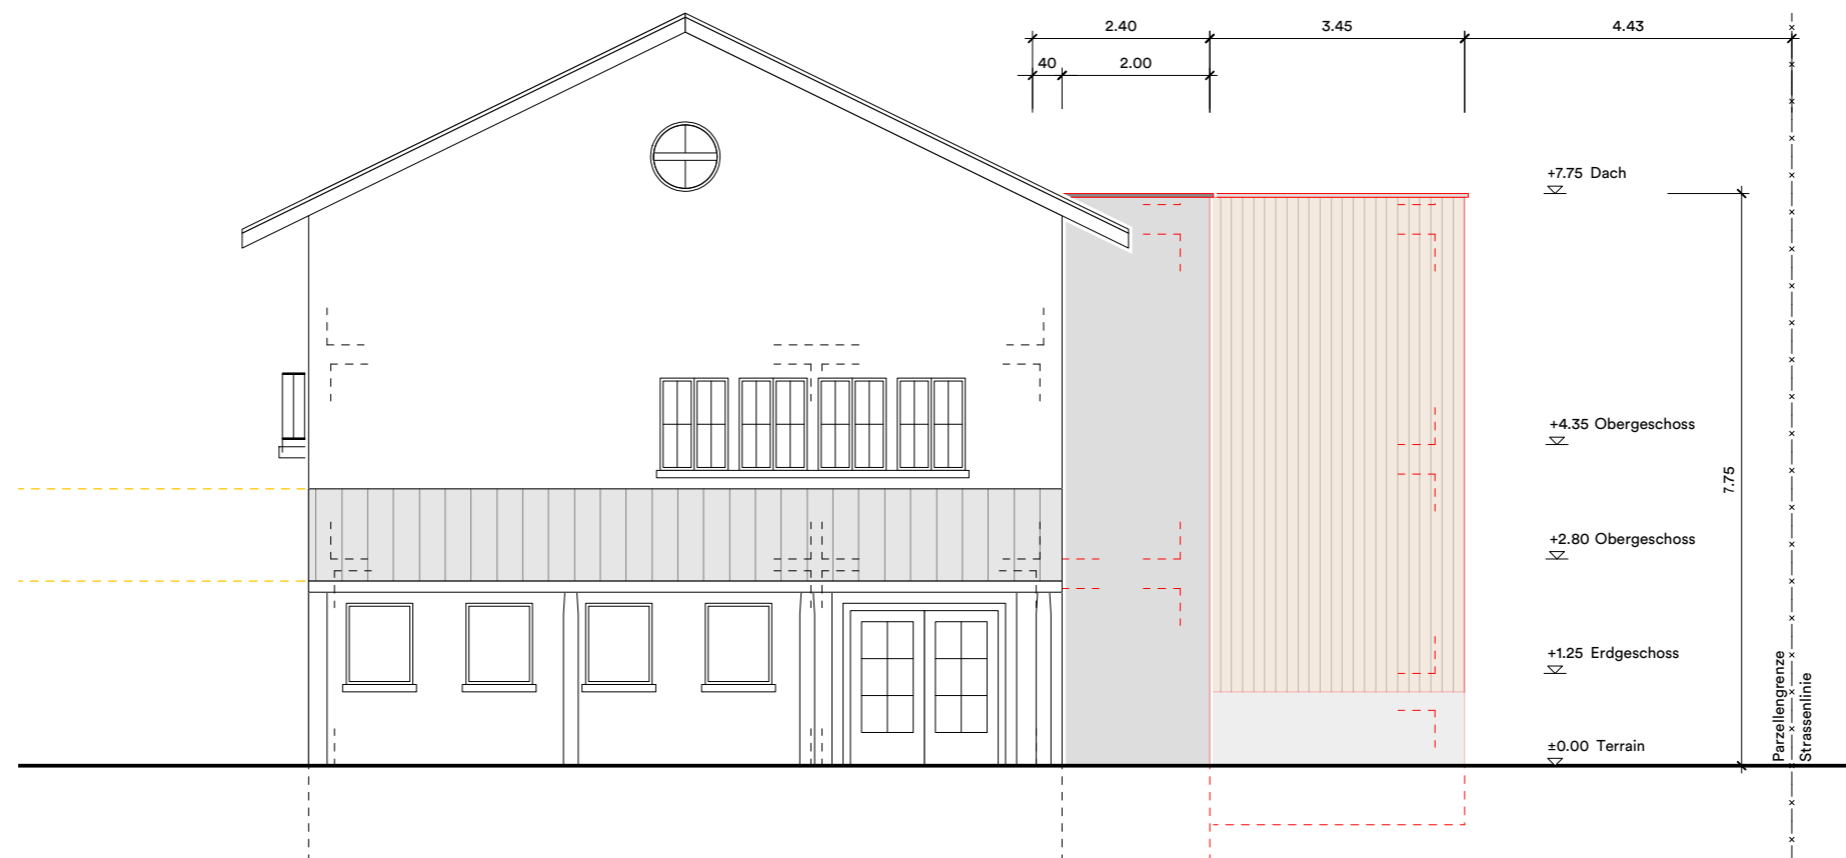 2.40 3.45 4.43
40 2.00
+7.75 Dach
+4.35 Obergeschoss
7.75
+2.80 Obergeschoss
+1.25 Erdgeschoss
±0.00 Terrain
Parzellengrenze
Strassenlinie